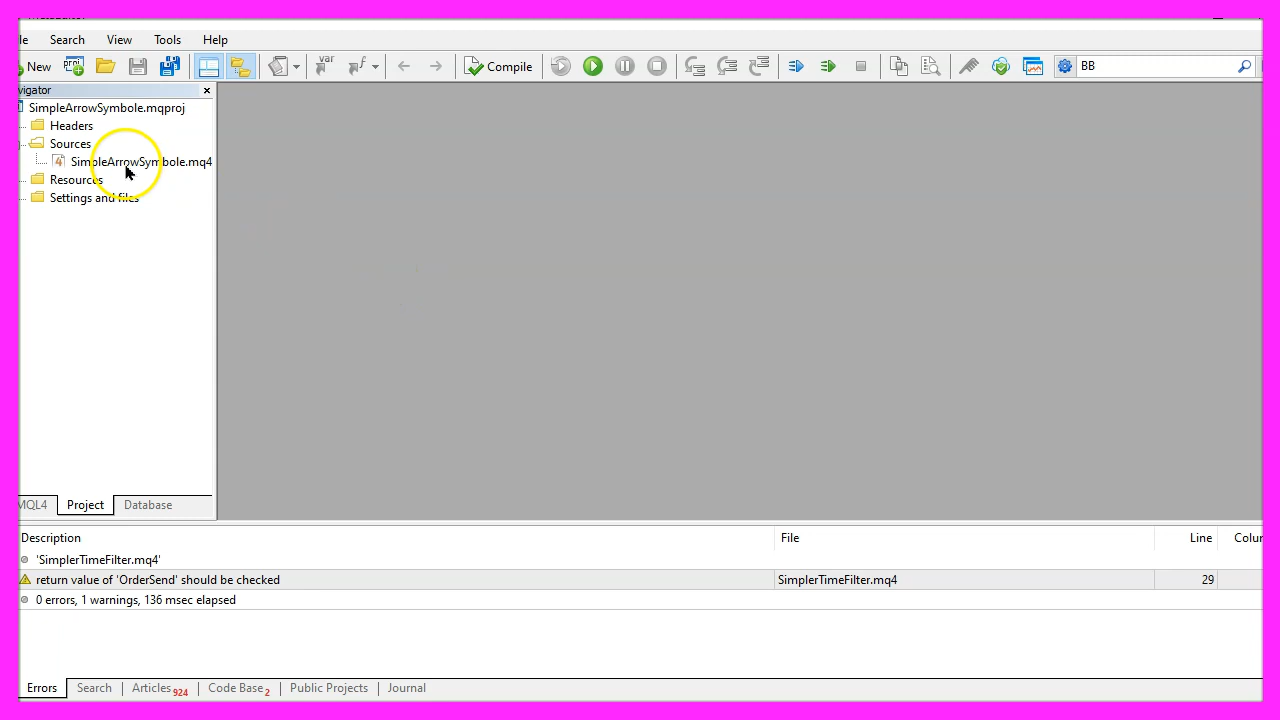 le Search View Tools Help
New var Compile BB
vigator
SimpleArrowSymbole.mqproj
Headers
Sources
SimpleArrowSymbole.mq4
Resources
Settings and files
MQL4 Project Database
Description File Line Colur
'SimplerTimeFilter.mq4'
return value of 'OrderSend' should be checked SimplerTimeFilter.mq4 29
0 errors, 1 warnings, 136 msec elapsed
Errors Search Articles 924 Code Base 2 Public Projects Journal